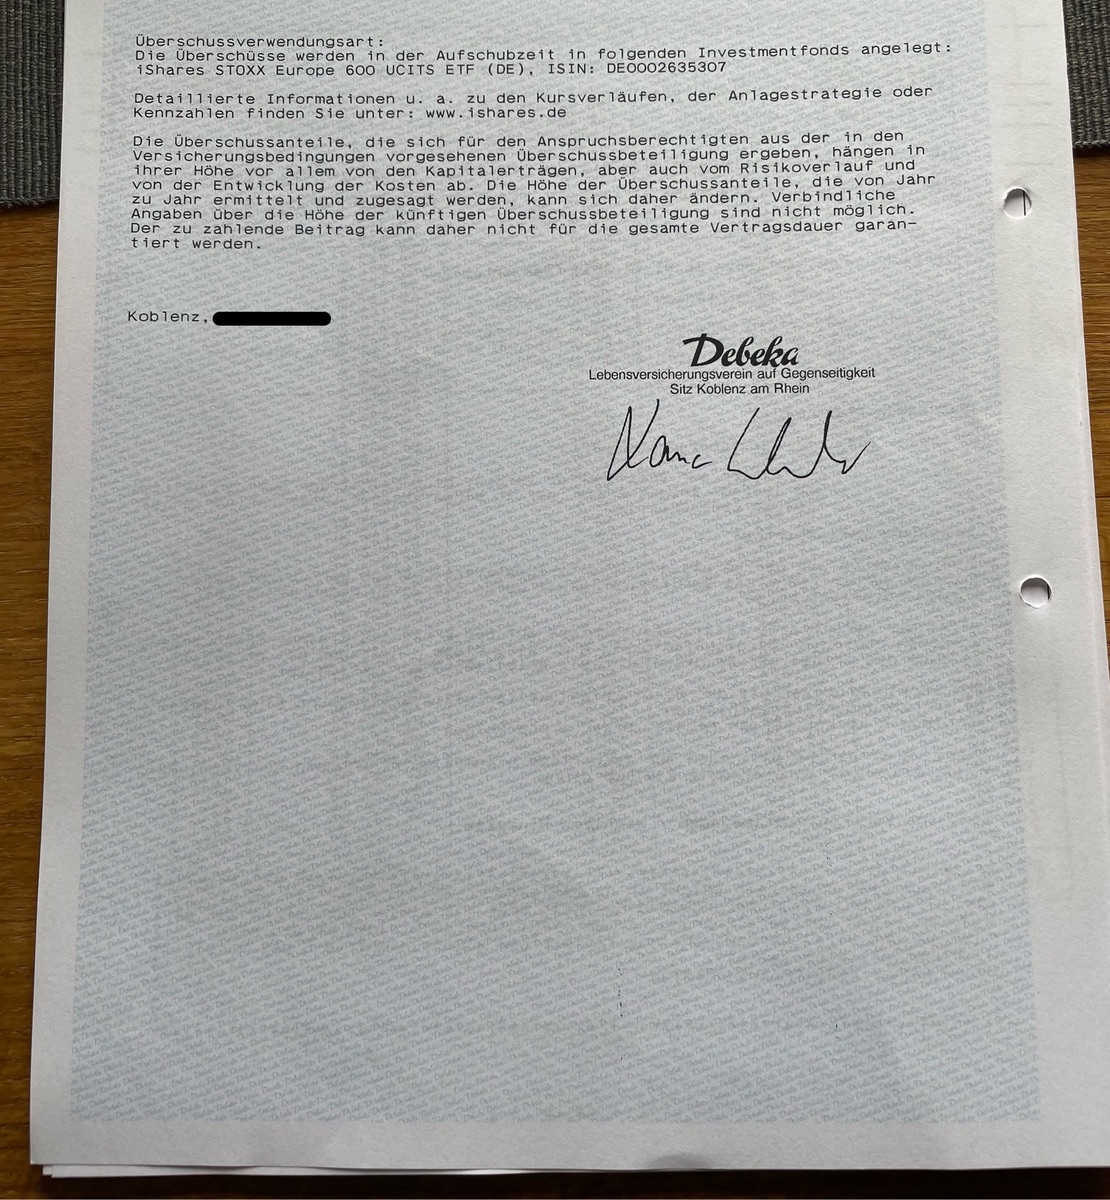 Überschussverwendungsart:
Die Überschüsse werden in der Aufschubzeit in folgenden Investmentfonds angelegt:
iShares STOXX Europe 600 UCITS ETF (DE), ISIN: DE0002635307
Detaillierte Informationen u. a. zu den Kursverläufen, der Anlagestrategie oder
Kennzahlen finden Sie unter: www.ishares.de
Die Überschussanteile, die sich für den Anspruchsberechtigten aus der in den
Versicherungsbedingungen vorgesehenen Überschussbeteiligung ergeben, hängen in
ihrer Höhe vor allem von den Kapitalerträgen, aber auch vom Risikoverlauf und
von der Entwicklung der Kosten ab. Die Höhe der Überschussanteile, die von Jahr
zu Jahr ermittelt und zugesagt werden, kann sich daher ändern. Verbindliche
Angaben über die Höhe der künftigen Überschussbeteiligung sind nicht möglich.
Der zu zahlende Beitrag kann daher nicht für die gesamte Vertragsdauer garan-
tiert werden.
Koblenz,
Debeka
Lebensversicherungsverein auf Gegenseitigkeit
Sitz Koblenz am Rhein